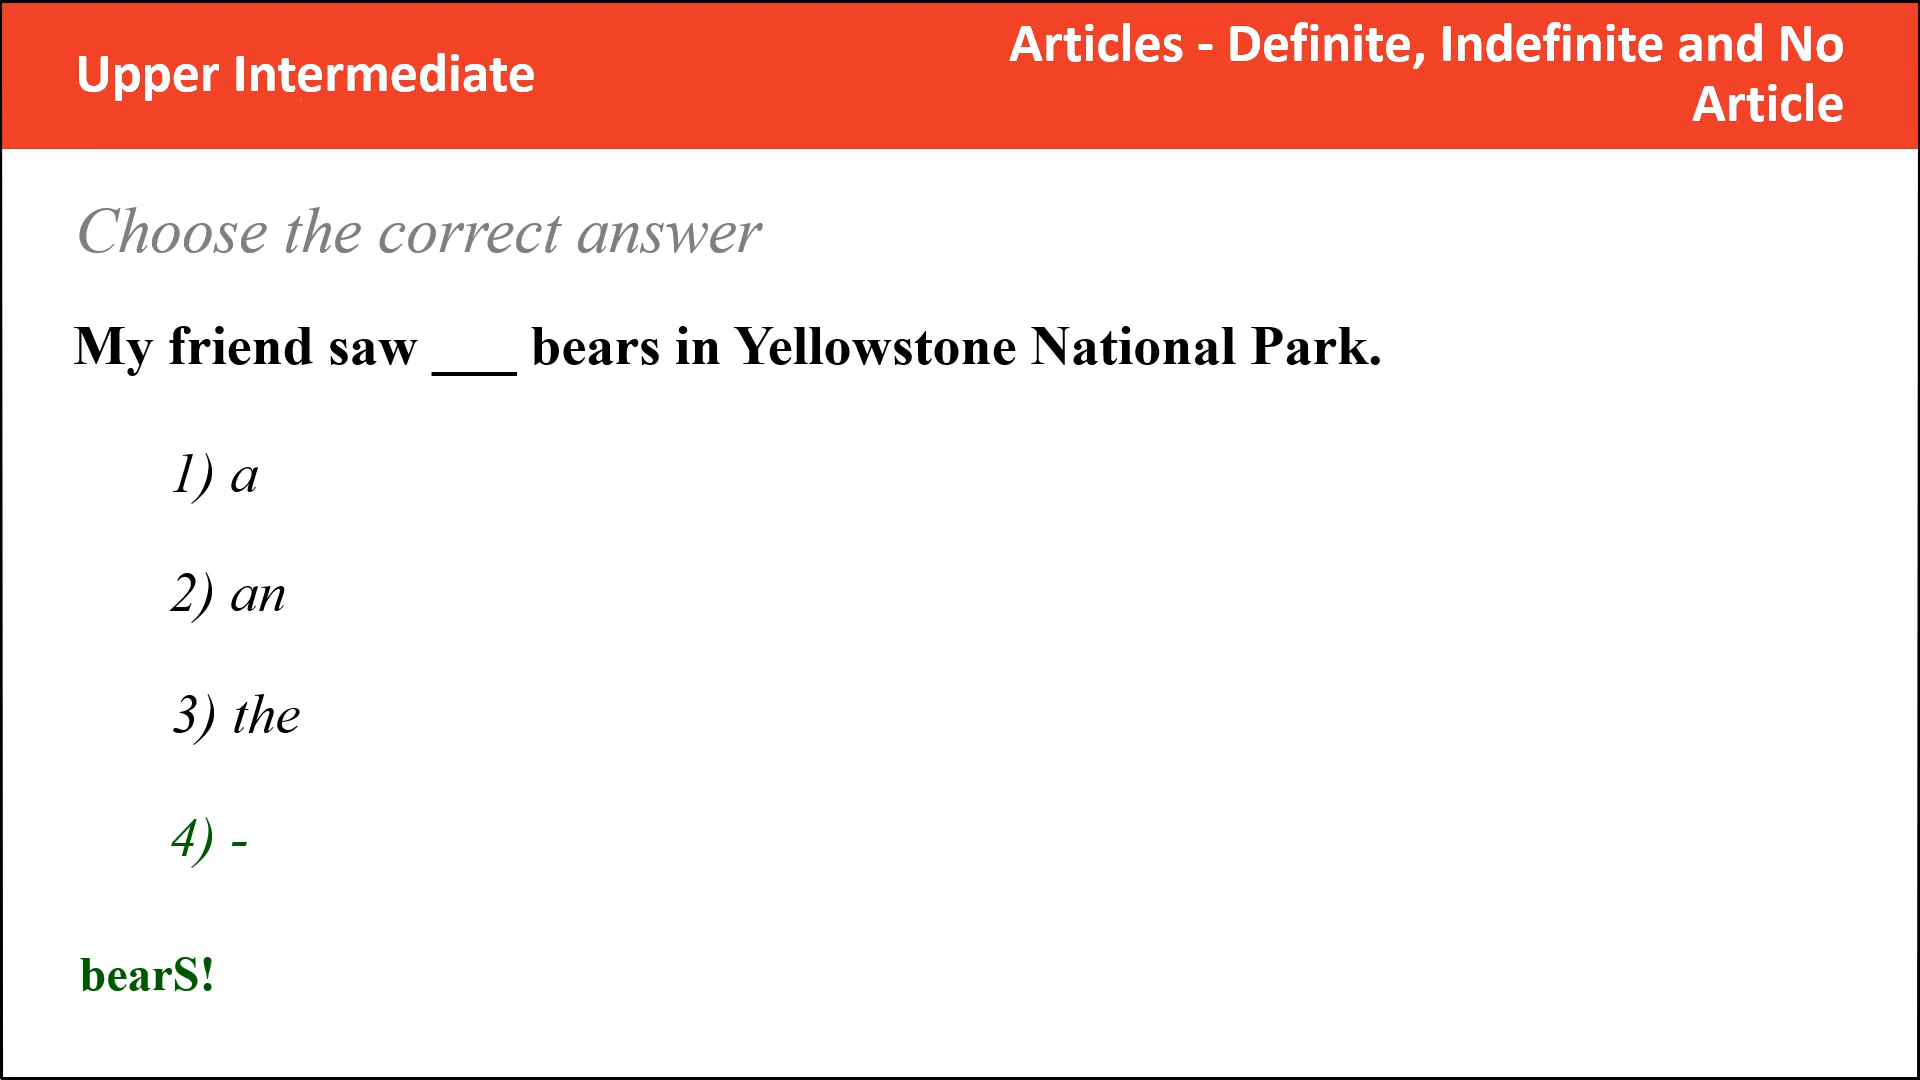 Upper Intermediate
Articles - Definite, Indefinite and No
Article
Choose the correct answer
My friend saw ___ bears in Yellowstone National Park.
1) a
2) an
3) the
4) -
bearS!